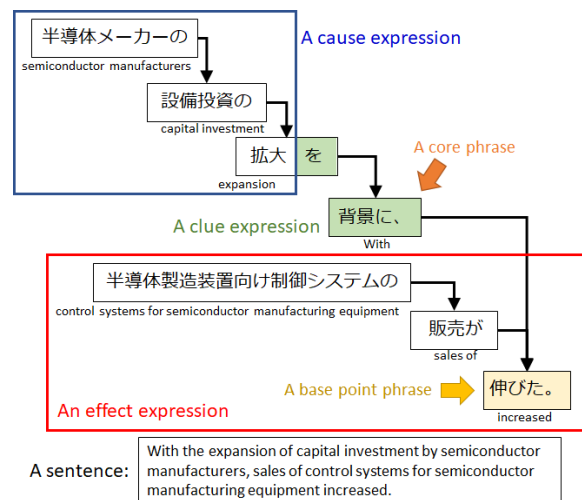 半導体メーカーの
A cause expression
semiconductor manufacturers
設備投資の
capital investment
拡大 を
expansion
A core phrase
背景に、
A clue expression
With
半導体製造装置向け制御システムの
control systems for semiconductor manufacturing equipment
販売が
sales of
A base point phrase
伸びた。
An effect expression
increased
A sentence:
With the expansion of capital investment by semiconductor
manufacturers, sales of control systems for semiconductor
manufacturing equipment increased.